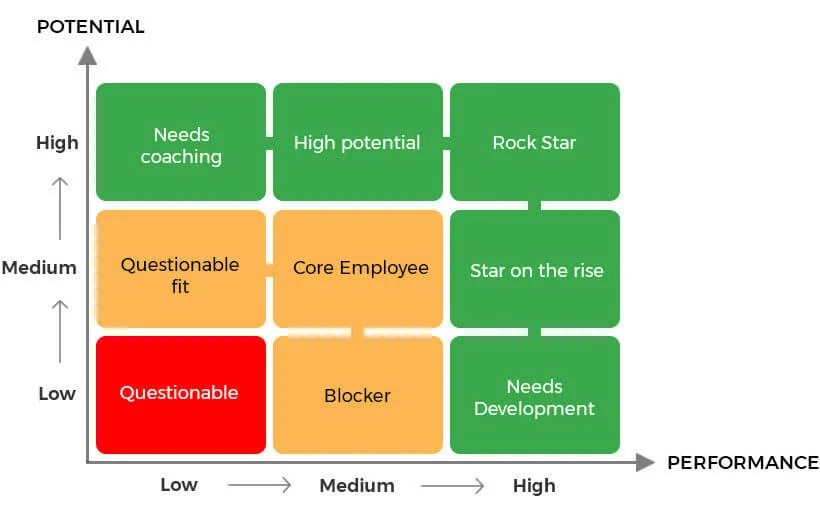 POTENTIAL
High
Needs
coaching
High potential
Rock Star
Medium
Questionable
fit
Core Employee
Star on the rise
Low
Questionable
Blocker
Needs
Development
PERFORMANCE
Low
Medium
High